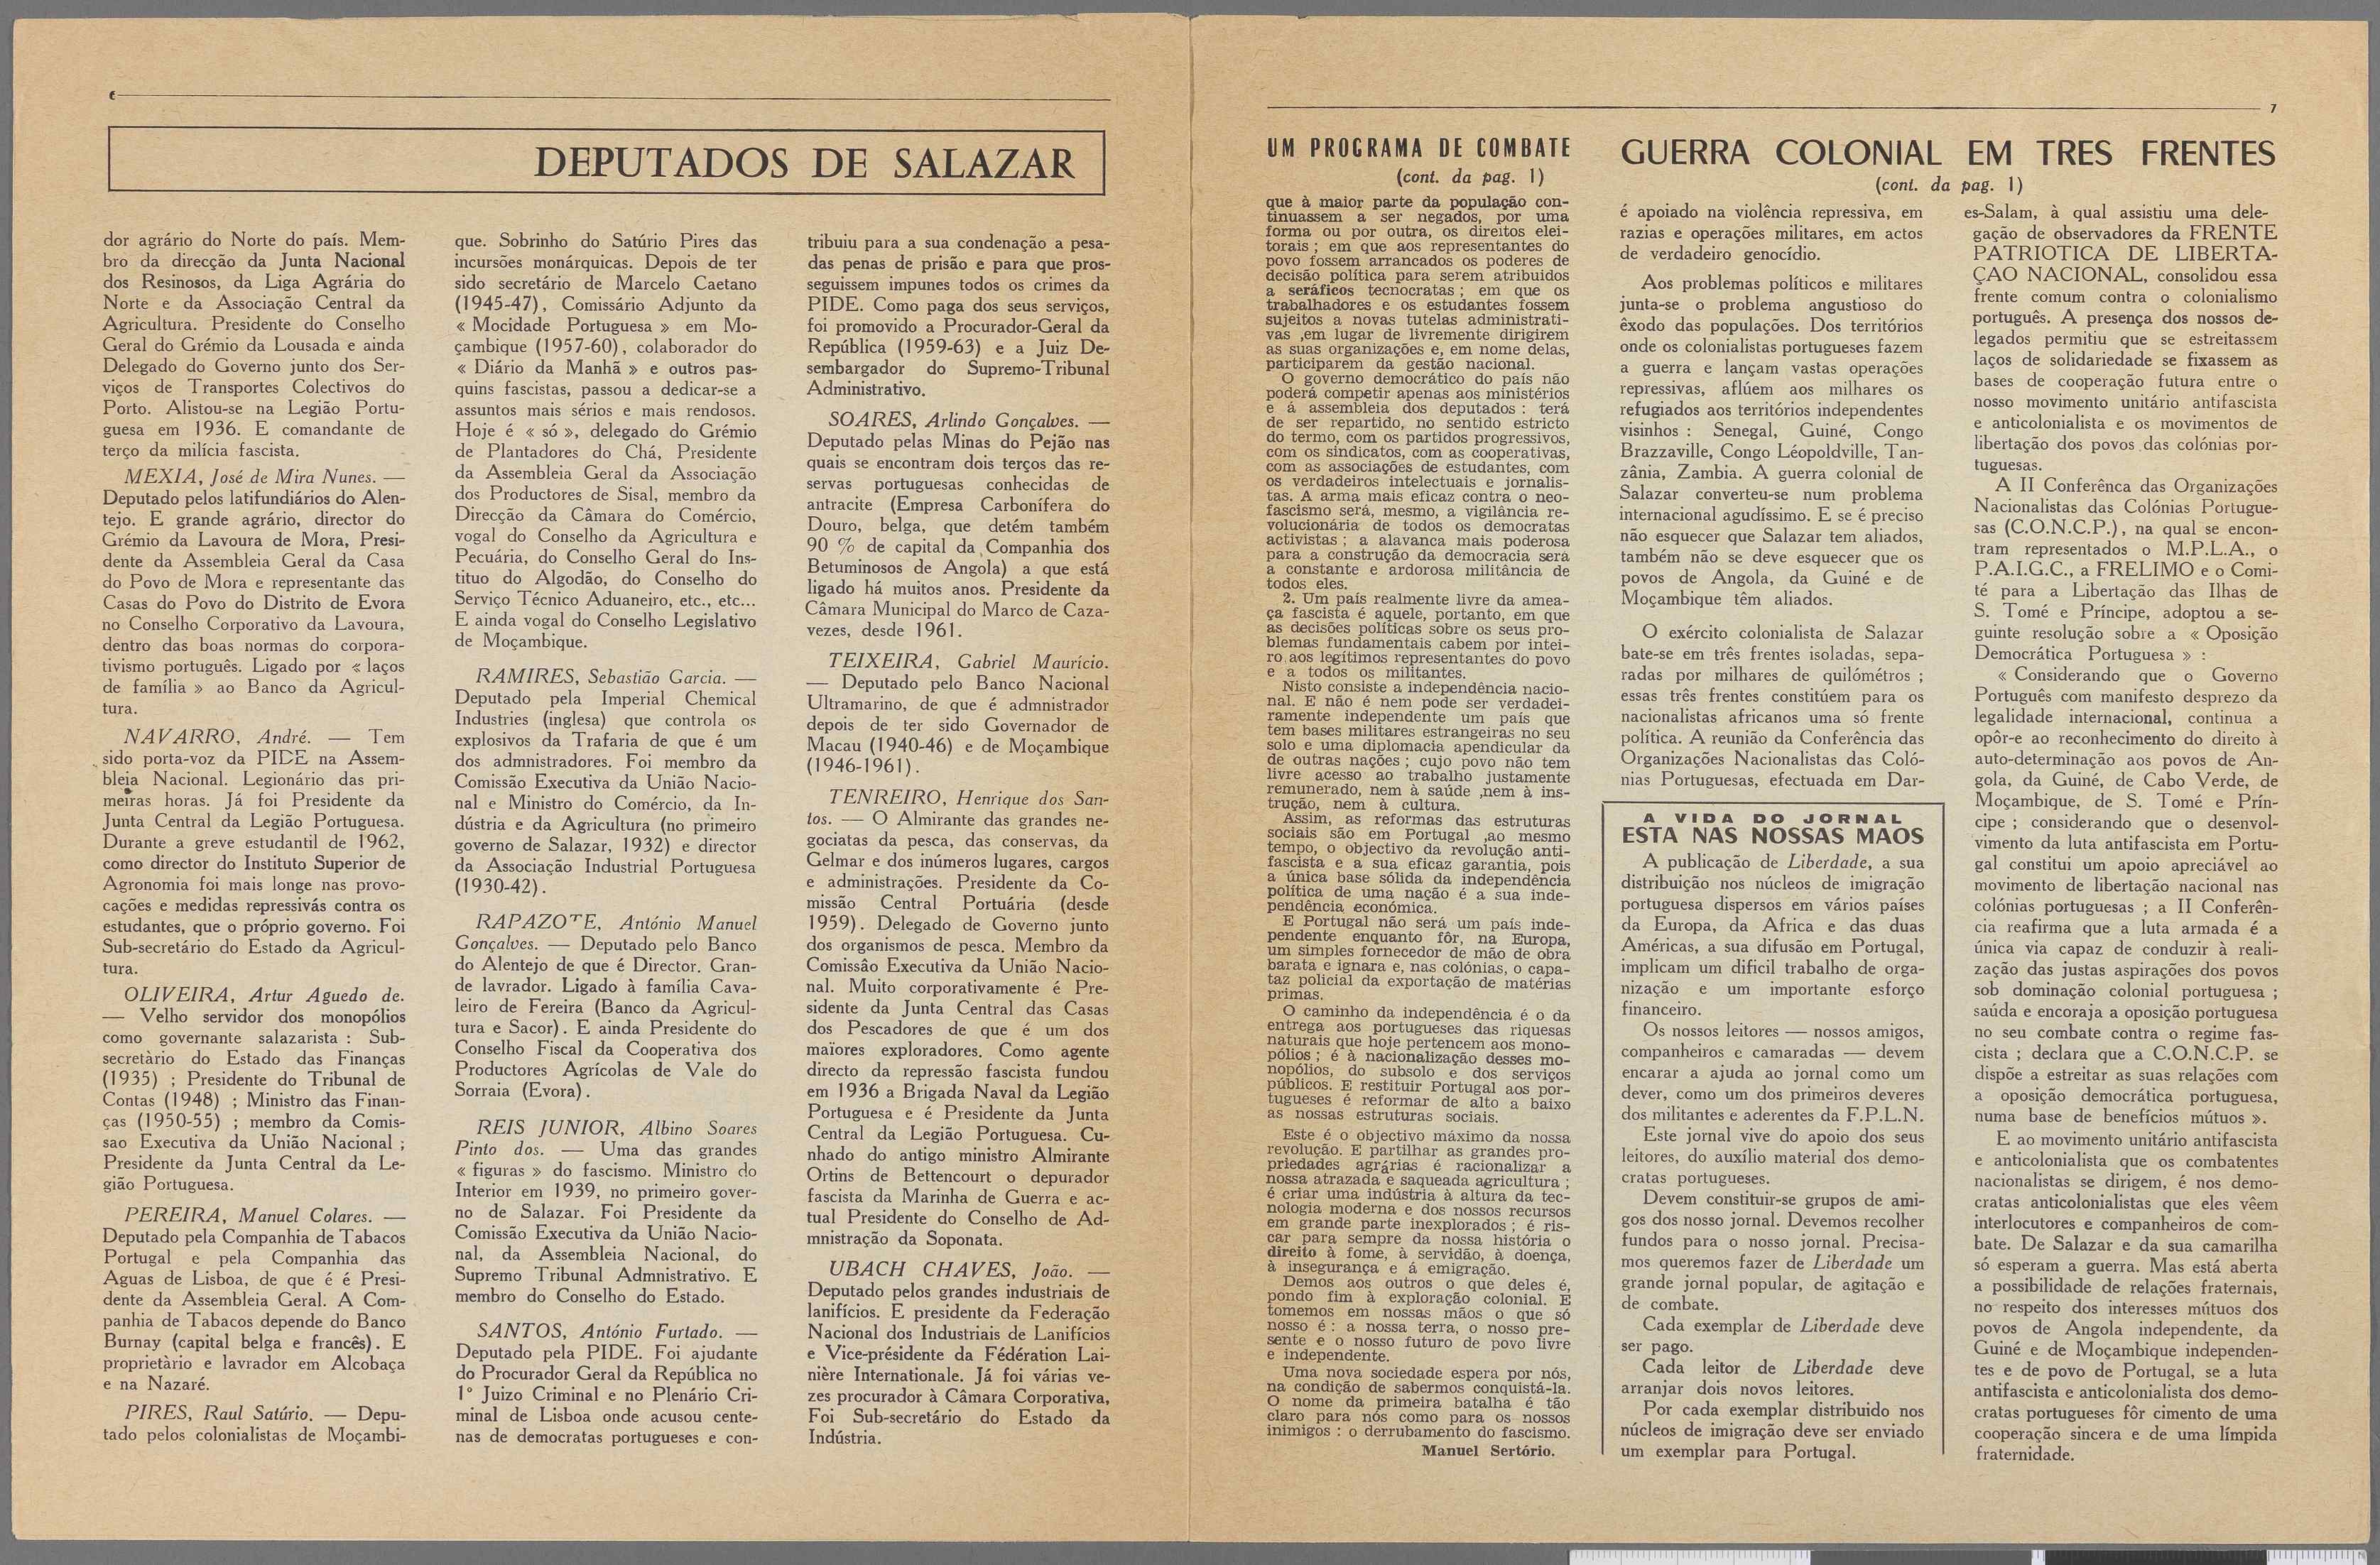 6
DEPUTADOS DE SALAZAR
dor agrário do Norte do país. Mem-
bro da direcção da Junta Nacional
dos Resinosos, da Liga Agrária do
Norte e da Associação Central da
Agricultura. Presidente do Conselho
Geral do Grémio da Lousada e ainda
Delegado do Governo junto dos Ser-
viços de Transportes Colectivos do
Porto. Alistou-se na Legião Portu-
guesa em 1936. E comandante de
terço da milícia fascista.
MEXIA, José de Mira Nunes. —
Deputado pelos latifundiários do Alen-
tejo. E grande agrário, director do
Grémio da Lavoura de Mora, Presi-
dente da Assembleia Geral da Casa
do Povo de Mora e representante das
Casas do Povo do Distrito de Evora
no Conselho Corporativo da Lavoura,
dentro das boas normas do corpora-
tivismo português. Ligado por « laços
de família » ao Banco da Agricul-
tura.
NAVARRO, André. — Tem
sido porta-voz da PIDE na Assem-
bleia Nacional. Legionário das pri-
meiras horas. Já foi Presidente da
Junta Central da Legião Portuguesa.
Durante a greve estudantil de 1962,
como director do Instituto Superior de
Agronomia foi mais longe nas provo-
cações e medidas repressivás contra os
estudantes, que o próprio governo. Foi
Sub-secretário do Estado da Agricul-
tura.
OLIVEIRA, Artur Aguedo de.
— Velho servidor dos monopólios
como governante salazarista : Sub-
secretàrio do Estado das Finanças
(1935) ; Presidente do Tribunal de
Contas (1948) ; Ministro das Finan-
ças (1950-55) ; membro da Comis-
sao Executiva da União Nacional ;
Presidente da Junta Central da Le-
gião Portuguesa.
PEREIRA, Manuel Colares. —
Deputado pela Companhia de Tabacos
Portugal e pela Companhia das
Aguas de Lisboa, de que é é Presi-
dente da Assembleia Geral. A Com-
panhia de Tabacos depende do Banco
Burnay (capital belga e francês). E
proprietàrio e lavrador em Alcobaça
e na Nazaré.
PIRES, Raul Satúrio. — Depu-
tado pelos colonialistas de Moçambi-
que. Sobrinho do Satúrio Pires das
incursões monárquicas. Depois de ter
sido secretário de Marcelo Caetano
(1945-47), Comissário Adjunto da
« Mocidade Portuguesa » em Mo-
çambique (1957-60), colaborador do
« Diário da Manhã » e outros pas-
quins fascistas, passou a dedicar-se a
assuntos mais sérios e mais rendosos.
Hoje é « só », delegado do Grémio
de Plantadores do Chá, Presidente
da Assembleia Geral da Associação
dos Productores de Sisal, membro da
Direcção da Câmara do Comércio,
vogal do Conselho da Agricultura e
Pecuária, do Conselho Geral do Ins-
tituo do Algodão, do Conselho do
Serviço Técnico Aduaneiro, etc., etc...
E ainda vogal do Conselho Legislativo
de Moçambique.
RAMIRES, Sebastião Garcia. —
Deputado pela Imperial Chemical
Industries (inglesa) que controla os
explosivos da Trafaria de que é um
dos admnistradores. Foi membro da
Comissão Executiva da União Nacio-
nal e Ministro do Comércio, da In-
dústria e da Agricultura (no primeiro
governo de Salazar, 1932) e director
da Associação Industrial Portuguesa
(1930-42).
RAPAZOTE, António Manuel
Gonçalves. — Deputado pelo Banco
do Alentejo de que é Director. Gran-
de lavrador. Ligado à família Cava-
leiro de Fereira (Banco da Agricul-
tura e Sacor). E ainda Presidente do
Conselho Fiscal da Cooperativa dos
Productores Agrícolas de Vale do
Sorraia (Evora).
REIS JUNIOR, Albino Soares
Pinto dos. — Uma das grandes
« figuras » do fascismo. Ministro do
Interior em 1939, no primeiro gover-
no de Salazar. Foi Presidente da
Comissão Executiva da União Nacio-
nal, da Assembleia Nacional, do
Supremo Tribunal Admnistrativo. E
membro do Conselho do Estado.
SANTOS, António Furtado. —
Deputado pela PIDE. Foi ajudante
do Procurador Geral da República no
1° Juizo Criminal e no Plenário Cri-
minal de Lisboa onde acusou cente-
nas de democratas portugueses e con-
tribuiu para a sua condenação a pesa-
das penas de prisão e para que pros-
seguissem impunes todos os crimes da
PIDE. Como paga dos seus serviços,
foi promovido a Procurador-Geral da
República (1959-63) e a Juiz De-
sembargador do Supremo-Tribunal
Administrativo.
SOARES, Arlindo Gonçalves. —
Deputado pelas Minas do Pejão nas
quais se encontram dois terços das re-
servas portuguesas conhecidas de
antracite (Empresa Carbonífera do
Douro, belga, que detém também
90 % de capital da Companhia dos
Betuminosos de Angola) a que está
ligado há muitos anos. Presidente da
Câmara Municipal do Marco de Caza-
vezes, desde 1961.
TEIXEIRA, Gabriel Maurício.
— Deputado pelo Banco Nacional
Ultramarino, de que é admnistrador
depois de ter sido Governador de
Macau (1940-46) e de Moçambique
(1946-1961).
TENREIRO, Henrique dos San-
tos. — O Almirante das grandes ne-
gociatas da pesca, das conservas, da
Gelmar e dos inúmeros lugares, cargos
e administrações. Presidente da Co-
missão Central Portuária (desde
1959). Delegado de Governo junto
dos organismos de pesca. Membro da
Comissâo Executiva da União Nacio-
nal. Muito corporativamente é Pre-
sidente da Junta Central das Casas
dos Pescadores de que é um dos
maïores exploradores. Como agente
directo da repressão fascista fundou
em 1936 a Brigada Naval da Legião
Portuguesa e é Presidente da Junta
Central da Legião Portuguesa. Cu-
nhado do antigo ministro Almirante
Ortins de Bettencourt o depurador
fascista da Marinha de Guerra e ac-
tual Presidente do Conselho de Ad-
mnistração da Soponata.
UBACH CHAVES, João. —
Deputado pelos grandes industriais de
lanifícios. E presidente da Federação
Nacional dos Industriais de Lanifícios
e Vice-présidente da Fédération Lai-
nière Internationale. Já foi várias ve-
zes procurador à Câmara Corporativa,
Foi Sub-secretário do Estado da
Indústria.
7
UM PROGRAMA DE COMBATE
(cont. da pag. 1)
que à maior parte da população con-
tinuassem a ser negados, por uma
forma ou por outra, os direitos elei-
torais ; em que aos representantes do
povo fossem arrancados os poderes de
decisão política para serem atribuidos
a seráficos tecnocratas ; em que os
trabalhadores e os estudantes fossem
sujeitos a novas tutelas administrati-
vas ,em lugar de livremente dirigirem
as suas organizações e, em nome delas,
participarem da gestão nacional.
O governo democrático do país não
poderá competir apenas aos ministérios
e á assembleia dos deputados : terá
de ser repartido, no sentido estricto
do termo, com os partidos progressivos,
com os sindicatos, com as cooperativas,
com as associações de estudantes, com
os verdadeiros intelectuais e jornalis-
tas. A arma mais eficaz contra o neo-
fascismo será, mesmo, a vigilância re-
volucionária de todos os democratas
activistas ; a alavanca mais poderosa
para a construção da democracia será
a constante e ardorosa militância de
todos eles.
2. Um país realmente livre da amea-
ça fascista é aquele, portanto, em que
as decisões políticas sobre os seus pro-
blemas fundamentais cabem por intei-
ro aos legítimos representantes do povo
e a todos os militantes.
Nisto consiste a independência nacio-
nal. E não é nem pode ser verdadei-
ramente independente um país que
tem bases militares estrangeiras no seu
solo e uma diplomacia apendicular da
de outras nações ; cujo povo não tem
livre acesso ao trabalho justamente
remunerado, nem à saúde ,nem à ins-
trução, nem à cultura.
Assim, as reformas das estruturas
sociais são em Portugal ,ao mesmo
tempo, o objectivo da revolução anti-
fascista e a sua eficaz garantia, pois
a única base sólida da independência
política de uma nação é a sua inde-
pendência económica.
E Portugal não será um país inde-
pendente enquanto fôr, na Europa,
um simples fornecedor de mão de obra
barata e ignara e, nas colónias, o capa-
taz policial da exportação de matérias
primas.
O caminho da independência é o da
entrega aos portugueses das riquesas
naturais que hoje pertencem aos mono-
pólios ; é à nacionalização desses mo-
nopólios, do subsolo e dos serviços
públicos. E restituir Portugal aos por-
tugueses é reformar de alto a baixo
as nossas estruturas sociais.
Este é o objectivo máximo da nossa
revolução. E partilhar as grandes pro-
priedades agrárias é racionalizar a
nossa atrazada e saqueada agricultura ;
é criar uma indústria à altura da tec-
nologia moderna e dos nossos recursos
em grande parte inexplorados ; é ris-
car para sempre da nossa história o
direito à fome, à servidão, à doença,
à insegurança e á emigração.
Demos aos outros o que deles é,
pondo fim à exploração colonial. E
tomemos em nossas mãos o que só
nosso é : a nossa terra, o nosso pre-
sente e o nosso futuro de povo livre
e independente.
Uma nova sociedade espera por nós,
na condição de sabermos conquistá-la.
O nome da primeira batalha é tão
claro para nós como para os nossos
inimigos : o derrubamento do fascismo.
Manuel Sertório.
GUERRA COLONIAL EM TRES FRENTES
(cont. da pag. 1)
é apoiado na violência repressiva, em
razias e operações militares, em actos
de verdadeiro genocídio.
Aos problemas políticos e militares
junta-se o problema angustioso do
êxodo das populações. Dos territórios
onde os colonialistas portugueses fazem
a guerra e lançam vastas operações
repressivas, aflúem aos milhares os
refugiados aos territórios independentes
visinhos : Senegal, Guiné, Congo
Brazzaville, Congo Léopoldville, Tan-
zânia, Zambia. A guerra colonial de
Salazar converteu-se num problema
internacional agudíssimo. E se é preciso
não esquecer que Salazar tem aliados,
também não se deve esquecer que os
povos de Angola, da Guiné e de
Moçambique têm aliados.
O exército colonialista de Salazar
bate-se em três frentes isoladas, sepa-
radas por milhares de quilómétros ;
essas três frentes constitúem para os
nacionalistas africanos uma só frente
política. A reunião da Conferência das
Organizações Nacionalistas das Coló-
nias Portuguesas, efectuada em Dar-
es-Salam, à qual assistiu uma dele-
gação de observadores da FRENTE
PATRIOTICA DE LIBERTA-
ÇAO NACIONAL, consolidou essa
frente comum contra o colonialismo
português. A presença dos nossos de-
legados permitiu que se estreitassem
laços de solidariedade se fixassem as
bases de cooperação futura entre o
nosso movimento unitário antifascista
e anticolonialista e os movimentos de
libertação dos povos das colónias por-
tuguesas.
A II Conferênca das Organizações
Nacionalistas das Colónias Portugue-
sas (C.O.N.C.P.), na qual se encon-
tram representados o M.P.L.A., o
P.A.I.G.C., a FRELIMO e o Comi-
té para a Libertação das Ilhas de
S. Tomé e Príncipe, adoptou a se-
guinte resolução sobre a « Oposição
Democrática Portuguesa » :
« Considerando que o Governo
Português com manifesto desprezo da
legalidade internacional, continua a
opôr-e ao reconhecimento do direito à
auto-determinação aos povos de An-
gola, da Guiné, de Cabo Verde, de
Moçambique, de S. Tomé e Prín-
cipe ; considerando que o desenvol-
vimento da luta antifascista em Portu-
gal constitui um apoio apreciável ao
movimento de libertação nacional nas
colónias portuguesas ; a II Conferên-
cia reafirma que a luta armada é a
única via capaz de conduzir à reali-
zação das justas aspirações dos povos
sob dominação colonial portuguesa ;
saúda e encoraja a oposição portuguesa
no seu combate contra o regime fas-
cista ; declara que a C.O.N.C.P. se
dispõe a estreitar as suas relações com
a oposição democrática portuguesa,
numa base de benefícios mútuos ».
E ao movimento unitário antifascista
e anticolonialista que os combatentes
nacionalistas se dirigem, é nos demo-
cratas anticolonialistas que eles vêem
interlocutores e companheiros de com-
bate. De Salazar e da sua camarilha
só esperam a guerra. Mas está aberta
a possibilidade de relações fraternais,
no respeito dos interesses mútuos dos
povos de Angola independente, da
Guiné e de Moçambique independen-
tes e de povo de Portugal, se a luta
antifascista e anticolonialista dos demo-
cratas portugueses fôr cimento de uma
cooperação sincera e de uma límpida
fraternidade.
A VIDA DO JORNAL
ESTA NAS NOSSAS MAOS
A publicação de Liberdade, a sua
distribuição nos núcleos de imigração
portuguesa dispersos em vários países
da Europa, da Africa e das duas
Américas, a sua difusão em Portugal,
implicam um dificil trabalho de orga-
nização e um importante esforço
financeiro.
Os nossos leitores — nossos amigos,
companheiros e camaradas — devem
encarar a ajuda ao jornal como um
dever, como um dos primeiros deveres
dos militantes e aderentes da F.P.L.N.
Este jornal vive do apoio dos seus
leitores, do auxílio material dos demo-
cratas portugueses.
Devem constituir-se grupos de ami-
gos dos nosso jornal. Devemos recolher
fundos para o nosso jornal. Precisa-
mos queremos fazer de Liberdade um
grande jornal popular, de agitação e
de combate.
Cada exemplar de Liberdade deve
ser pago.
Cada leitor de Liberdade deve
arranjar dois novos leitores.
Por cada exemplar distribuido nos
núcleos de imigração deve ser enviado
um exemplar para Portugal.